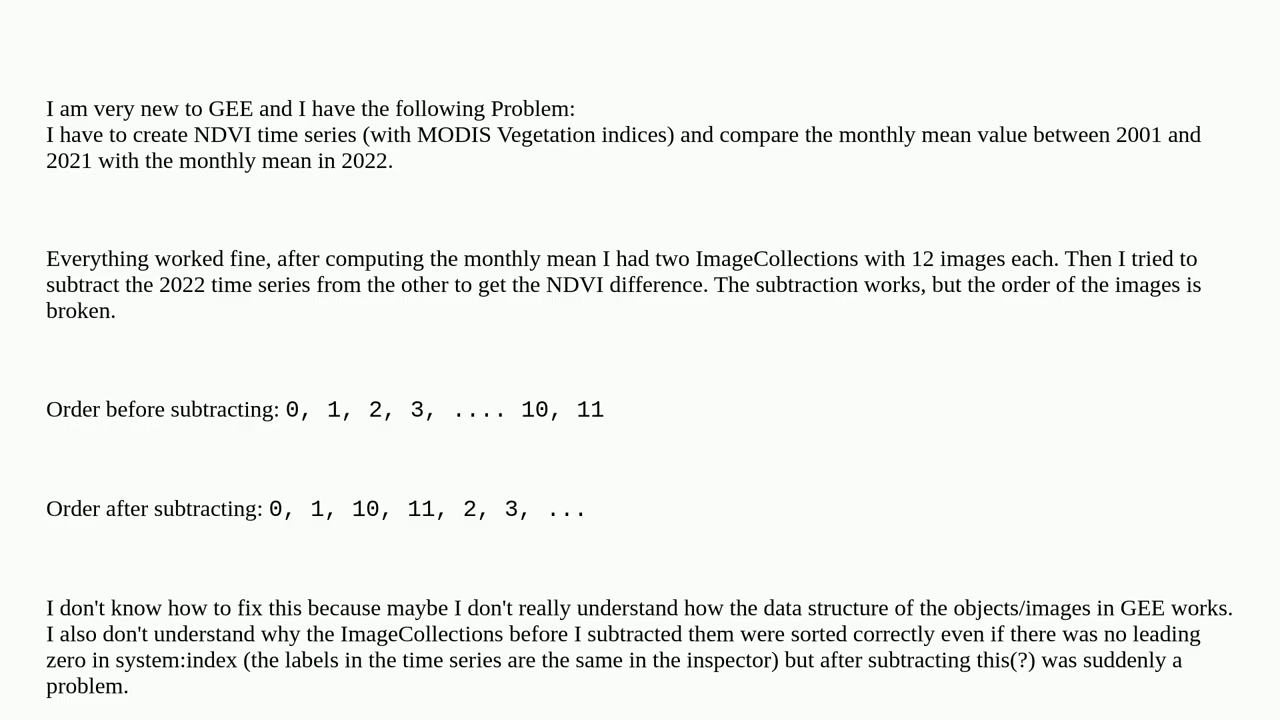 I am very new to GEE and I have the following Problem:
I have to create NDVI time series (with MODIS Vegetation indices) and compare the monthly mean value between 2001 and
2021 with the monthly mean in 2022.
Everything worked fine, after computing the monthly mean I had two ImageCollections with 12 images each. Then I tried to
subtract the 2022 time series from the other to get the NDVI difference. The subtraction works, but the order of the images is
broken.
Order before subtracting: 0, 1, 2, 3, .... 10, 11
Order after subtracting: 0, 1, 10, 11, 2, 3, ...
I don't know how to fix this because maybe I don't really understand how the data structure of the objects/images in GEE works.
I also don't understand why the ImageCollections before I subtracted them were sorted correctly even if there was no leading
zero in system:index (the labels in the time series are the same in the inspector) but after subtracting this(?) was suddenly a
problem.